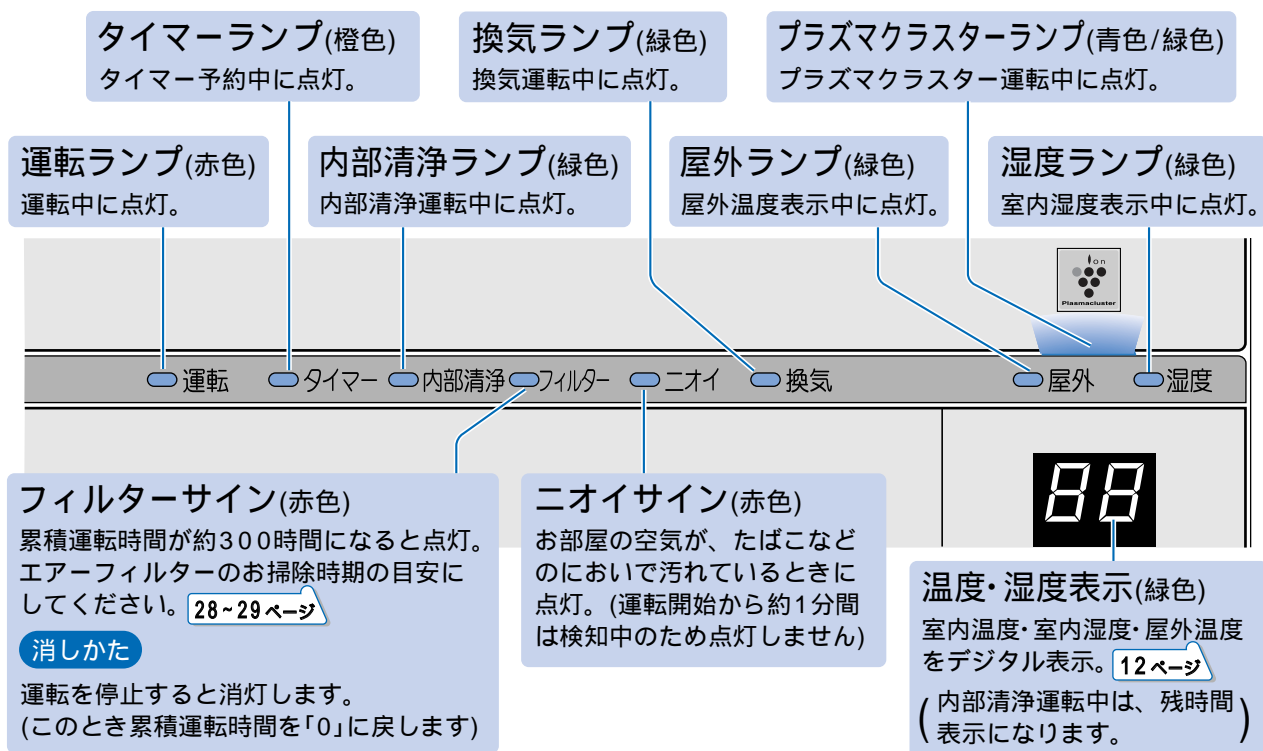 タイマーランプ(橙色)
タイマー予約中に点灯。
換気ランプ(緑色)
換気運転中に点灯。
プラズマクラスターランプ(青色/緑色)
プラズマクラスター運転中に点灯。
運転ランプ(赤色)
運転中に点灯。
内部清浄ランプ(緑色)
内部清浄運転中に点灯。
屋外ランプ(緑色)
屋外温度表示中に点灯。
湿度ランプ(緑色)
室内湿度表示中に点灯。
ion
Plasmacluster
運転 タイマー 内部清浄 フィルター ニオイ 換気 屋外 湿度
88
フィルターサイン(赤色)
累積運転時間が約300時間になると点灯。
エアーフィルターのお掃除時期の目安に
してください。 28~29ページ
消しかた
運転を停止すると消灯します。
(このとき累積運転時間を「0」に戻します)
ニオイサイン(赤色)
お部屋の空気が、たばこなど
のにおいで汚れているときに
点灯。(運転開始から約1分間
は検知中のため点灯しません)
温度・湿度表示(緑色)
室内温度・室内湿度・屋外温度
をデジタル表示。 12ページ
(内部清浄運転中は、残時間
表示になります。)